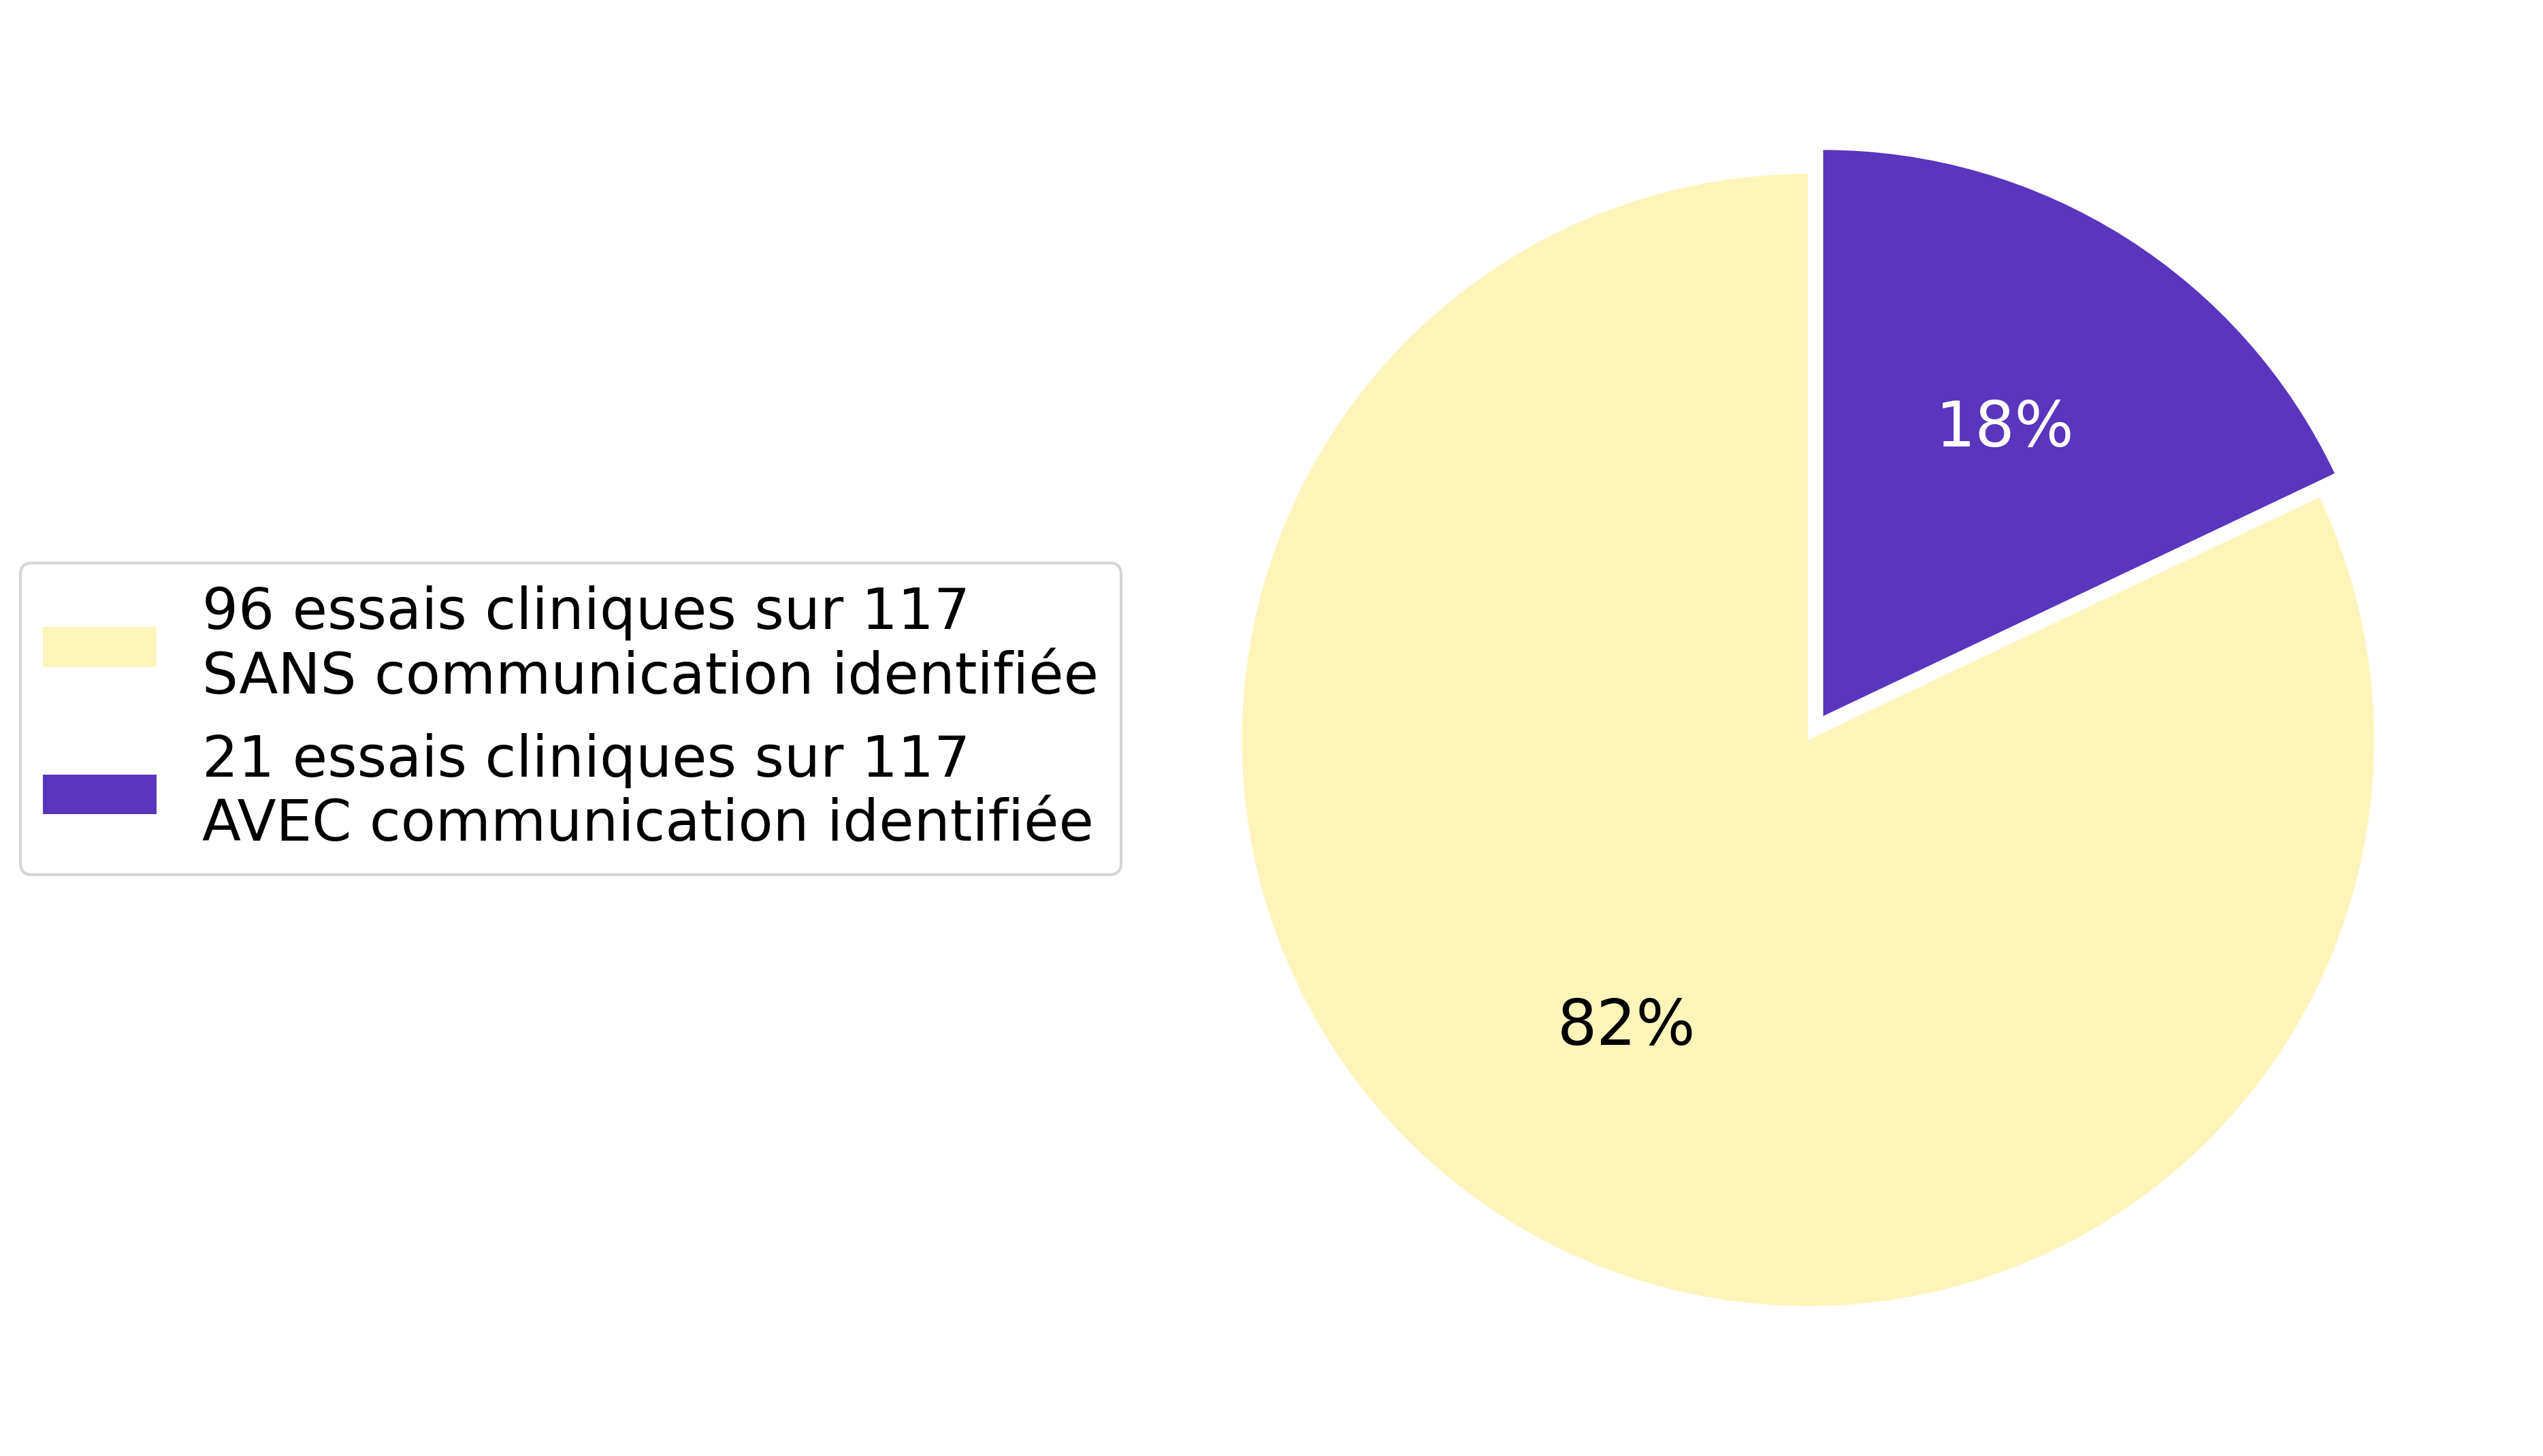 96 essais cliniques sur 117
SANS communication identifiée
21 essais cliniques sur 117
AVEC communication identifiée
18%
82%